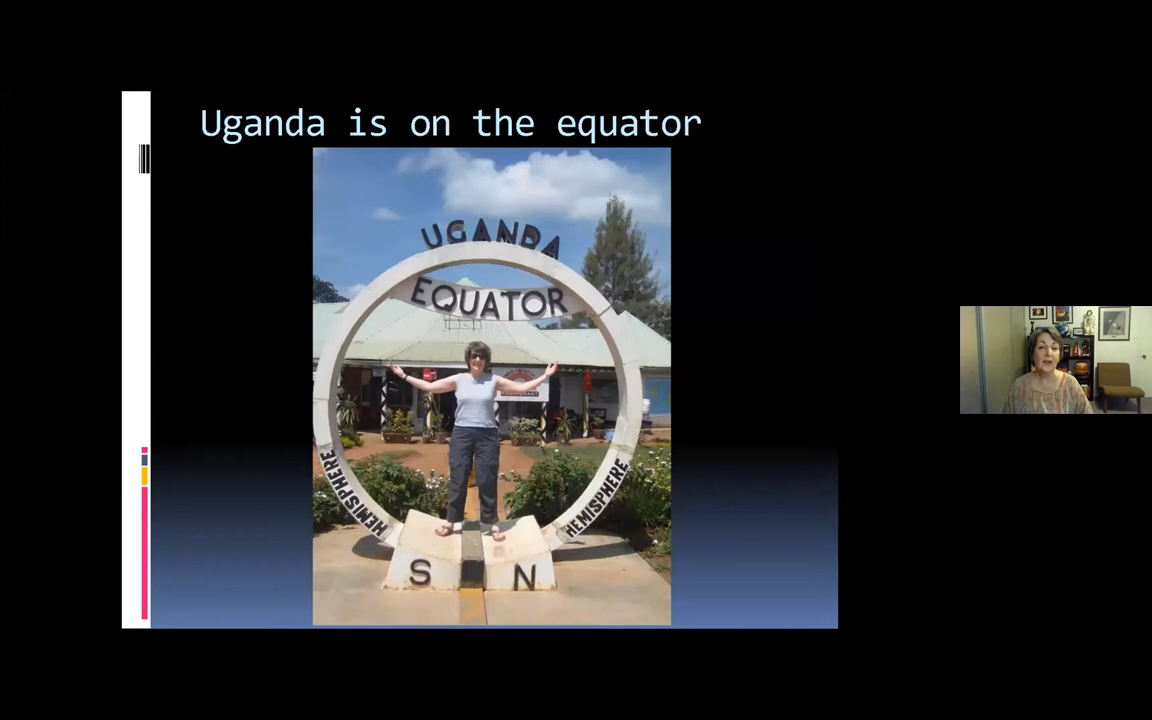 Uganda is on the equator
UGANDA
EQUATOR
HEMISPHERE
HEMISPHERE
S
N